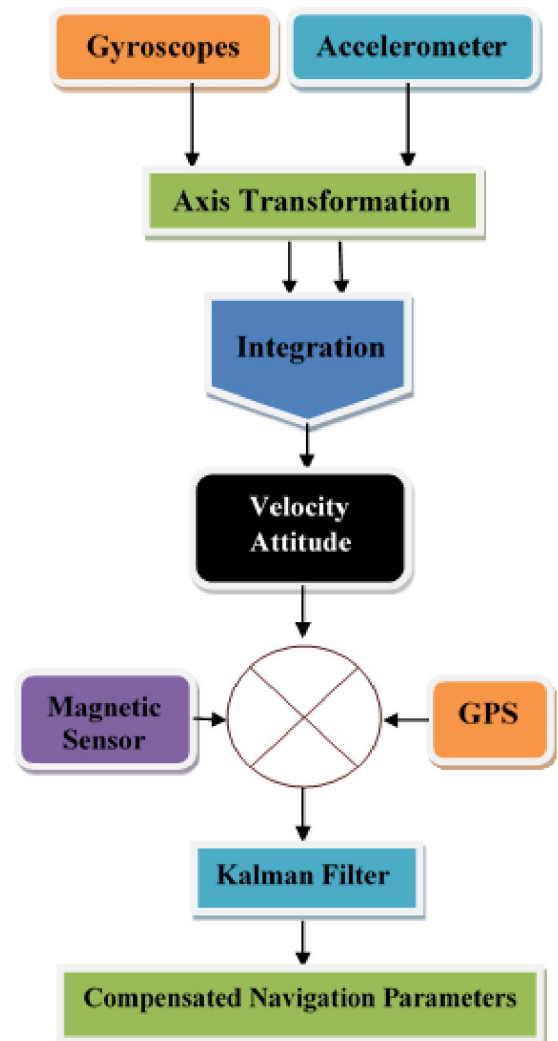 Gyroscopes
Accelerometer
Axis Transformation
Integration
Velocity
Attitude
Magnetic
Sensor
GPS
Kalman Filter
Compensated Navigation Parameters